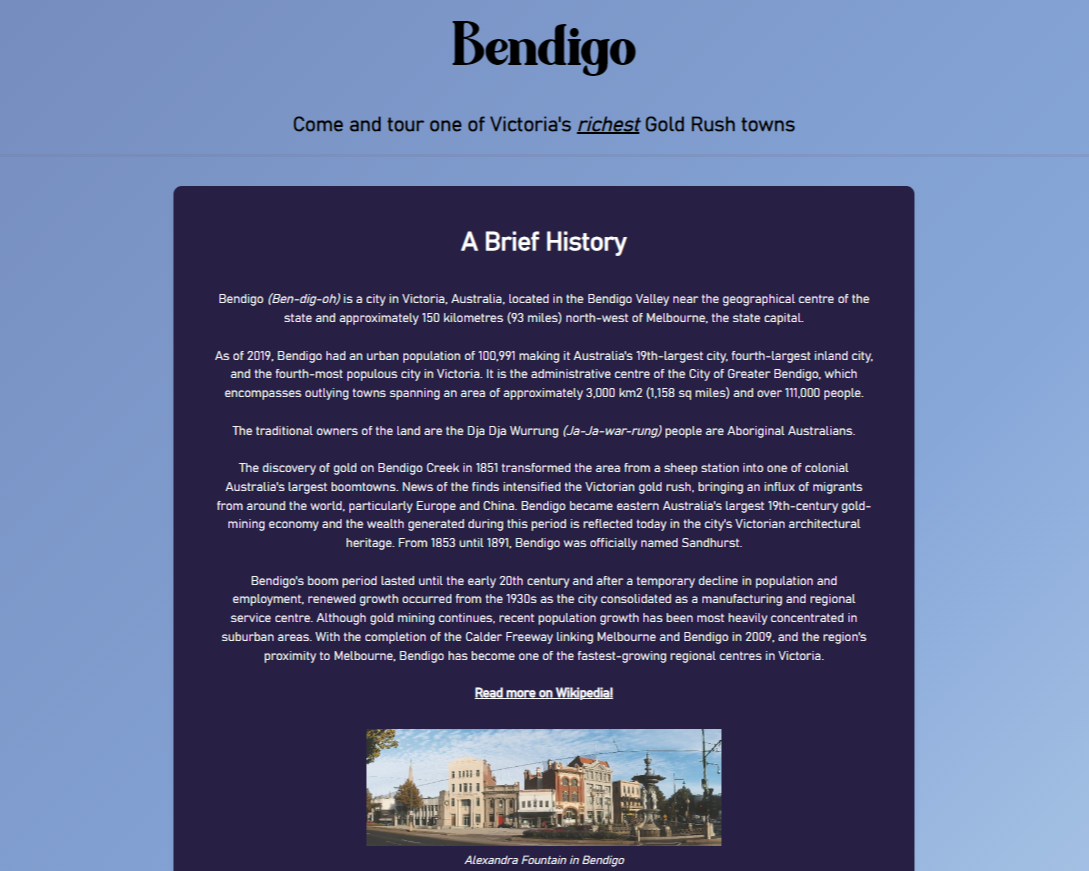 Bendigo
Come and tour one of Victoria's richest Gold Rush towns
A Brief History
Bendigo (Ben-dig-oh) is a city in Victoria, Australia, located in the Bendigo Valley near the geographical centre of the
state and approximately 150 kilometres (93 miles) north-west of Melbourne, the state capital.
As of 2019, Bendigo had an urban population of 100,991 making it Australia's 19th-largest city, fourth-largest inland city,
and the fourth-most populous city in Victoria. It is the administrative centre of the City of Greater Bendigo, which
encompasses outlying towns spanning an area of approximately 3,000 km2 (1,158 sq miles) and over 111,000 people.
The traditional owners of the land are the Dja Dja Wurrung (Ja-Ja-war-rung) people are Aboriginal Australians.
The discovery of gold on Bendigo Creek in 1851 transformed the area from a sheep station into one of colonial
Australia's largest boomtowns. News of the finds intensified the Victorian gold rush, bringing an influx of migrants
from around the world, particularly Europe and China. Bendigo became eastern Australia's largest 19th-century gold-
mining economy and the wealth generated during this period is reflected today in the city's Victorian architectural
heritage. From 1853 until 1891, Bendigo was officially named Sandhurst.
Bendigo's boom period lasted until the early 20th century and after a temporary decline in population and
employment, renewed growth occurred from the 1930s as the city consolidated as a manufacturing and regional
service centre. Although gold mining continues, recent population growth has been most heavily concentrated in
suburban areas. With the completion of the Calder Freeway linking Melbourne and Bendigo in 2009, and the region's
proximity to Melbourne, Bendigo has become one of the fastest-growing regional centres in Victoria.
Read more on Wikipedia!
Alexandra Fountain in Bendigo